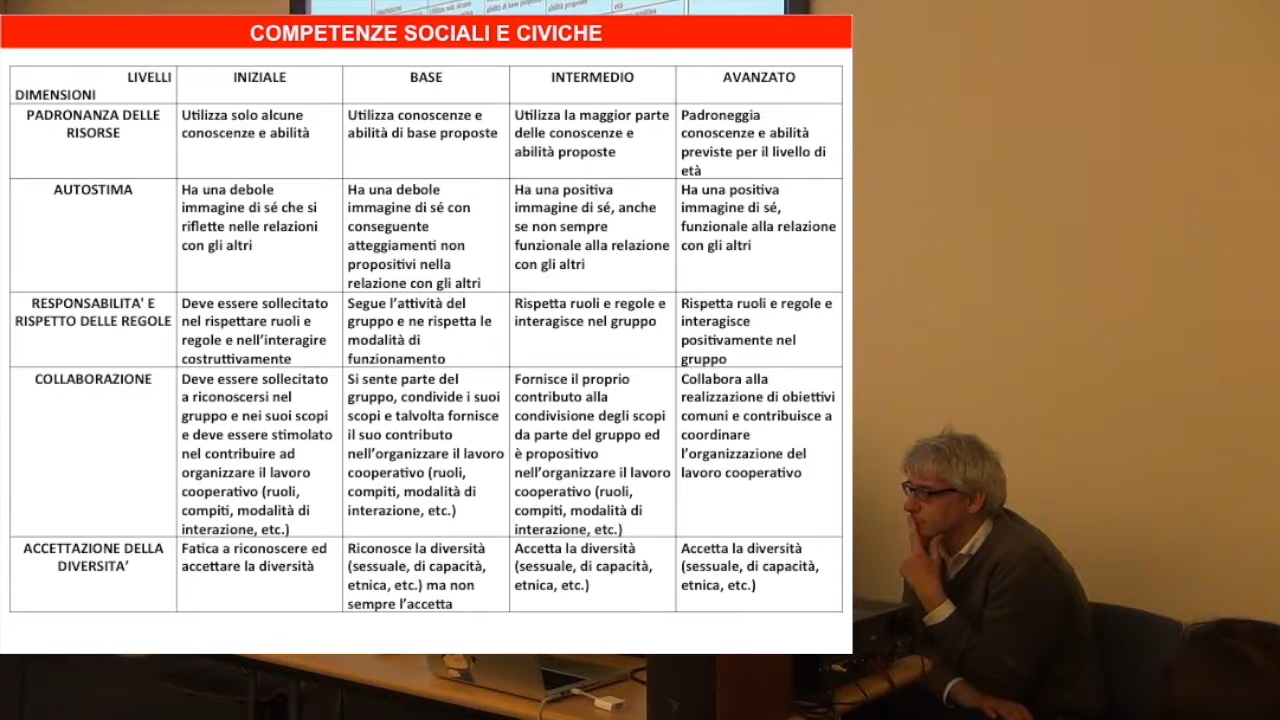 COMPETENZE SOCIALI E CIVICHE
LIVELLI
DIMENSIONI
INIZIALE
BASE
INTERMEDIO
AVANZATO
PADRONANZA DELLE
RISORSE
Utilizza solo alcune
conoscenze e abilità
Utilizza conoscenze e
abilità di base proposte
Utilizza la maggior parte
delle conoscenze e
abilità proposte
Padroneggia
conoscenze e abilità
previste per il livello di
età
AUTOSTIMA
Ha una debole
immagine di sé che si
riflette nelle relazioni
con gli altri
Ha una debole
immagine di sé con
conseguente
atteggiamenti non
propositivi nella
relazione con gli altri
Ha una positiva
immagine di sé, anche
se non sempre
funzionale alla relazione
con gli altri
Ha una positiva
immagine di sé,
funzionale alla relazione
con gli altri
RESPONSABILITA' E
RISPETTO DELLE REGOLE
Deve essere sollecitato
nel rispettare ruoli e
regole e nell’interagire
costruttivamente
Segue l’attività del
gruppo e ne rispetta le
modalità di
funzionamento
Rispetta ruoli e regole e
interagisce nel gruppo
Rispetta ruoli e regole e
interagisce
positivamente nel
gruppo
COLLABORAZIONE
Deve essere sollecitato
a riconoscersi nel
gruppo e nei suoi scopi
e deve essere stimolato
nel contribuire ad
organizzare il lavoro
cooperativo (ruoli,
compiti, modalità di
interazione, etc.)
Si sente parte del
gruppo, condivide i suoi
scopi e talvolta fornisce
il suo contributo
nell’organizzare il lavoro
cooperativo (ruoli,
compiti, modalità di
interazione, etc.)
Fornisce il proprio
contributo alla
condivisione degli scopi
da parte del gruppo ed
è propositivo
nell’organizzare il lavoro
cooperativo (ruoli,
compiti, modalità di
interazione, etc.)
Collabora alla
realizzazione di obiettivi
comuni e contribuisce a
coordinare
l’organizzazione del
lavoro cooperativo
ACCETTAZIONE DELLA
DIVERSITA’
Fatica a riconoscere ed
accettare la diversità
Riconosce la diversità
(sessuale, di capacità,
etnica, etc.) ma non
sempre l’accetta
Accetta la diversità
(sessuale, di capacità,
etnica, etc.)
Accetta la diversità
(sessuale, di capacità,
etnica, etc.)